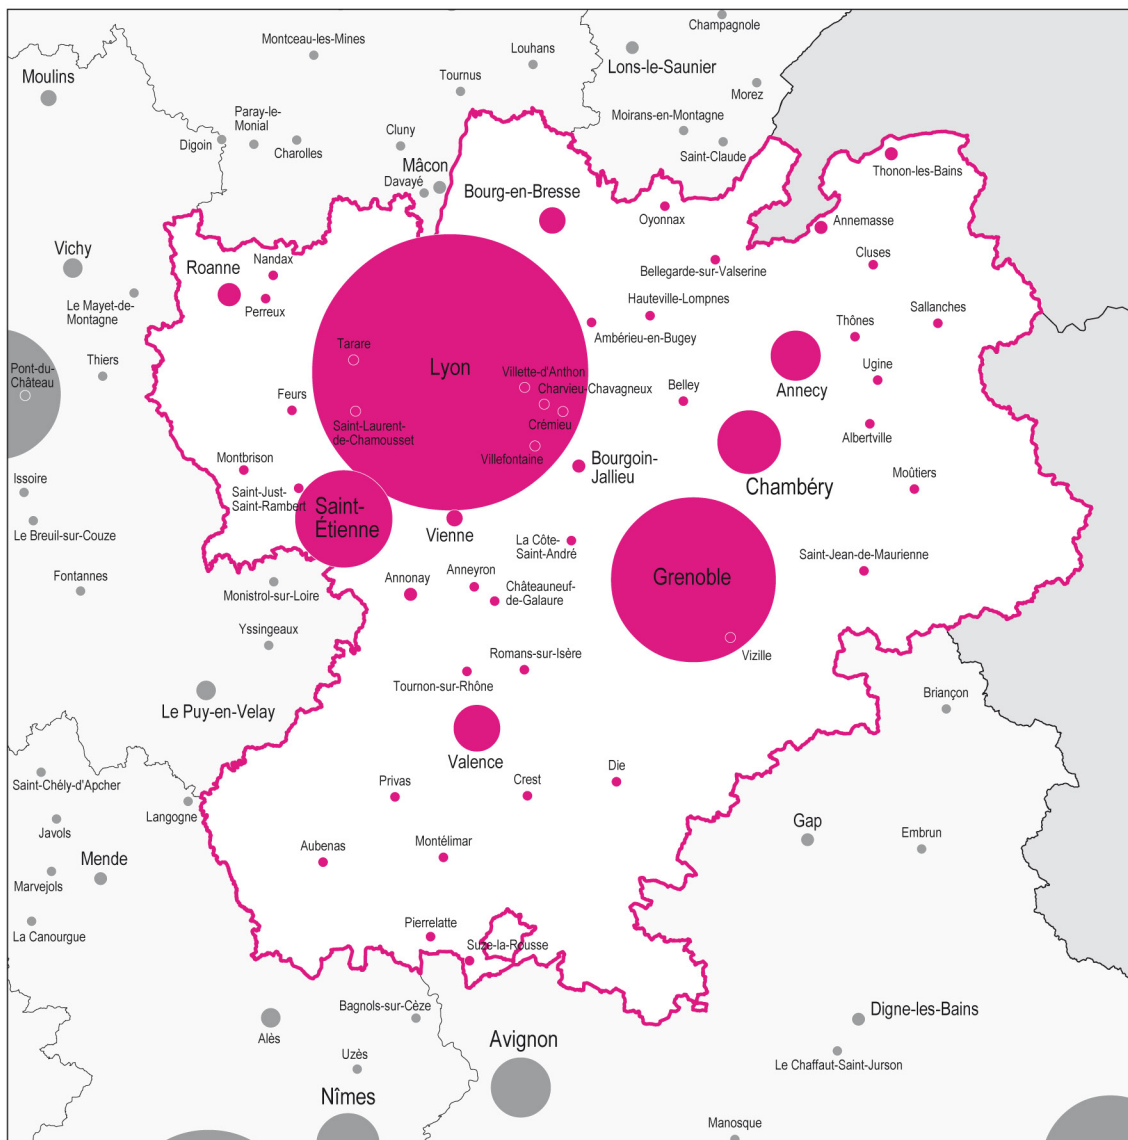 Champagnole
Montceau-les-Mines
Louhans
Lons-le-Saunier
Moulins
Tournus
Morez
Paray-le-
Monial
Moirans-en-Montagne
Digoin
Cluny
Charolles
Saint-Claude
Mâcon
Thonon-les-Bains
Davayé
Bourg-en-Bresse
Oyonnax
Annemasse
Vichy
Nandax
Cluses
Roanne
Bellegarde-sur-Valserine
Le Mayet-de-
Montagne
Perreux
Hauteville-Lompnes
Sallanches
Thônes
Ambérieu-en-Bugey
Tarare
Thiers
Pont-du-
Château
Lyon
Villette-d'Anthon
Ugine
Charvieu-Chavagneux
Annecy
Belley
Feurs
Saint-Laurent-
de-Chamousset
Crémieu
Albertville
Villefontaine
Montbrison
Bourgoin-
Jallieu
Moûtiers
Issoire
Chambéry
Saint-Just-
Saint-Rambert
Saint-
Étienne
Le Breuil-sur-Couze
Vienne
La Côte-
Saint-André
Saint-Jean-de-Maurienne
Fontannes
Monistrol-sur-Loire
Annonay
Anneyron
Châteauneuf-
de-Galaure
Grenoble
Yssingeaux
Romans-sur-Isère
Vizille
Tournon-sur-Rhône
Le Puy-en-Velay
Briançon
Valence
Die
Saint-Chély-d'Apcher
Privas
Crest
Langogne
Javols
Gap
Embrun
Aubenas
Montélimar
Mende
Marvejols
La Canourgue
Pierrelatte
Suze-la-Rousse
Bagnols-sur-Cèze
Digne-les-Bains
Alès
Avignon
Uzès
Le Chaffaut-Saint-Jurson
Nîmes
Manosque